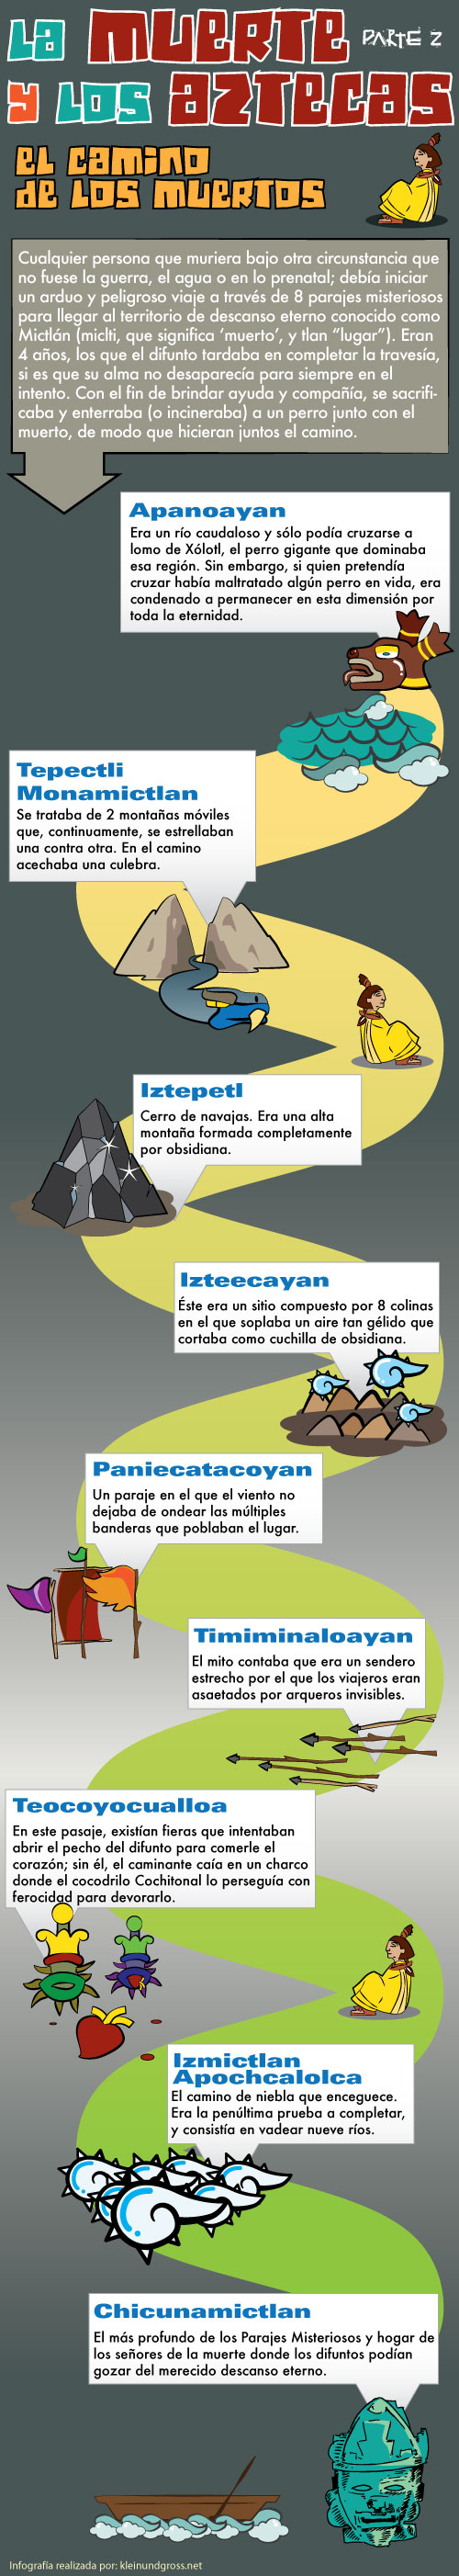 La muerte PARTE 2
y los aztecas
el camino
de los muertos
Cualquier persona que muriera bajo otra circunstancia que
no fuese la guerra, el agua o en lo prenatal; debía iniciar
un arduo y peligroso viaje a través de 8 parajes misteriosos
para llegar al territorio de descanso eterno conocido como
Mictlán (miclti, que significa ‘muerto’, y tlan “lugar”). Eran
4 años, los que el difunto tardaba en completar la travesía,
si es que su alma no desaparecía para siempre en el
intento. Con el fin de brindar ayuda y compañía, se sacrifi-
caba y enterraba (o incineraba) a un perro junto con el
muerto, de modo que hicieran juntos el camino.
Apanoayan
Era un río caudaloso y sólo podía cruzarse a
lomo de Xólotl, el perro gigante que dominaba
esa región. Sin embargo, si quien pretendía
cruzar había maltratado algún perro en vida, era
condenado a permanecer en esta dimensión por
toda la eternidad.
Tepectli
Monamictlan
Se trataba de 2 montañas móviles
que, continuamente, se estrellaban
una contra otra. En el camino
acechaba una culebra.
Iztepetl
Cerro de navajas. Era una alta
montaña formada completamente
por obsidiana.
Izteecayan
Éste era un sitio compuesto por 8 colinas
en el que soplaba un aire tan gélido que
cortaba como cuchilla de obsidiana.
Paniecatacoyan
Un paraje en el que el viento no
dejaba de ondear las múltiples
banderas que poblaban el lugar.
Timiminaloayan
El mito contaba que era un sendero
estrecho por el que los viajeros eran
asaetados por arqueros invisibles.
Teocoyocualloa
En este pasaje, existían fieras que intentaban
abrir el pecho del difunto para comerle el
corazón; sin él, el caminante caía en un charco
donde el cocodrilo Cochitonal lo perseguía con
ferocidad para devorarlo.
Izmictlan
Apochcalolca
El camino de niebla que enceguece.
Era la penúltima prueba a completar,
y consistía en vadear nueve ríos.
Chicunamictlan
El más profundo de los Parajes Misteriosos y hogar de
los señores de la muerte donde los difuntos podían
gozar del merecido descanso eterno.
Infografía realizada por: kleinundgross.net